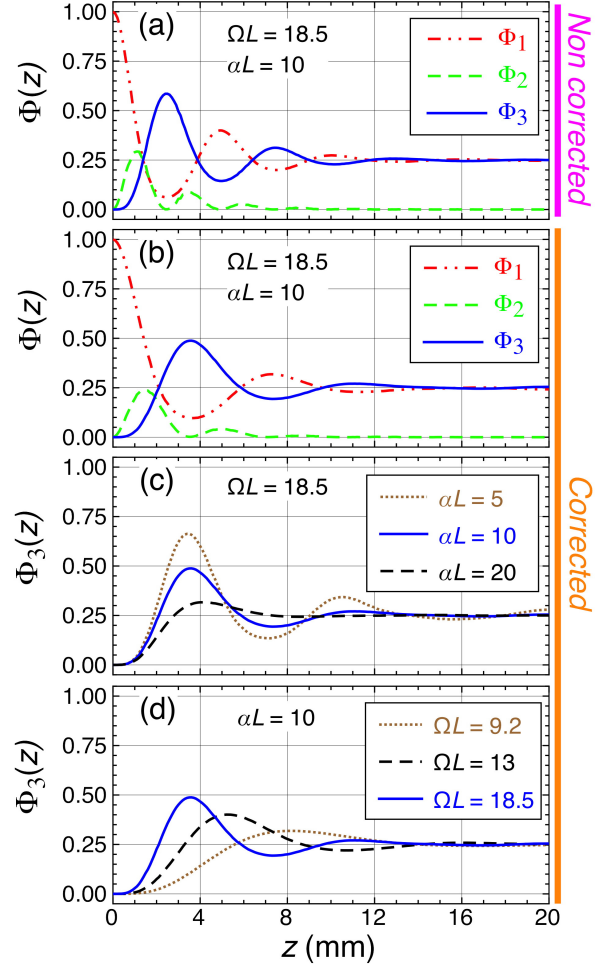 (a)
ΩL = 18.5
αL = 10
Φ1
Φ2
Φ3
Φ(z)
1.00
0.75
0.50
0.25
0.00
Non corrected
(b)
ΩL = 18.5
αL = 10
Φ1
Φ2
Φ3
Φ(z)
1.00
0.75
0.50
0.25
0.00
(c)
ΩL = 18.5
αL = 5
αL = 10
αL = 20
Φ3(z)
1.00
0.75
0.50
0.25
0.00
Corrected
(d)
αL = 10
ΩL = 9.2
ΩL = 13
ΩL = 18.5
Φ3(z)
1.00
0.75
0.50
0.25
0.00
0 4 8 12 16 20
z (mm)